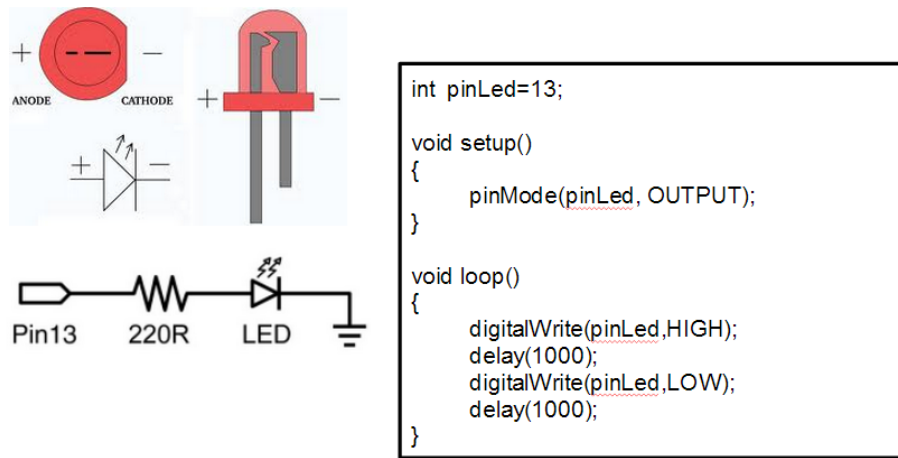 + −
ANODE CATHODE
+ −
+ −
Pin13 220R LED
int pinLed=13;
void setup()
{
pinMode(pinLed, OUTPUT);
}
void loop()
{
digitalWrite(pinLed,HIGH);
delay(1000);
digitalWrite(pinLed,LOW);
delay(1000);
}